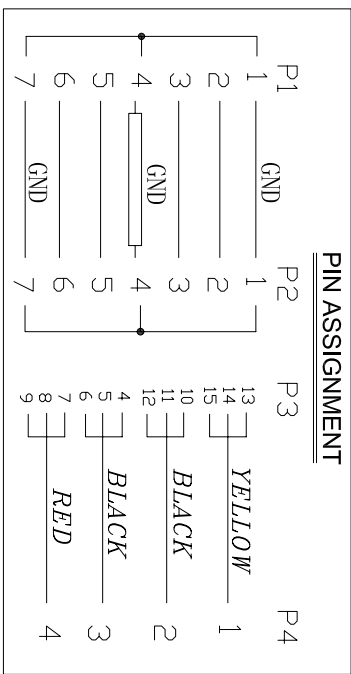 PIN ASSIGNMENT
P1 P2 P3 P4
1 GND 1 13 14 15 YELLOW 1
2 2
3 3 10 11 12 BLACK 2
4 GND 4
5 5 4 5 6 BLACK 3
6 6
7 GND 7 7 8 9 RED 4